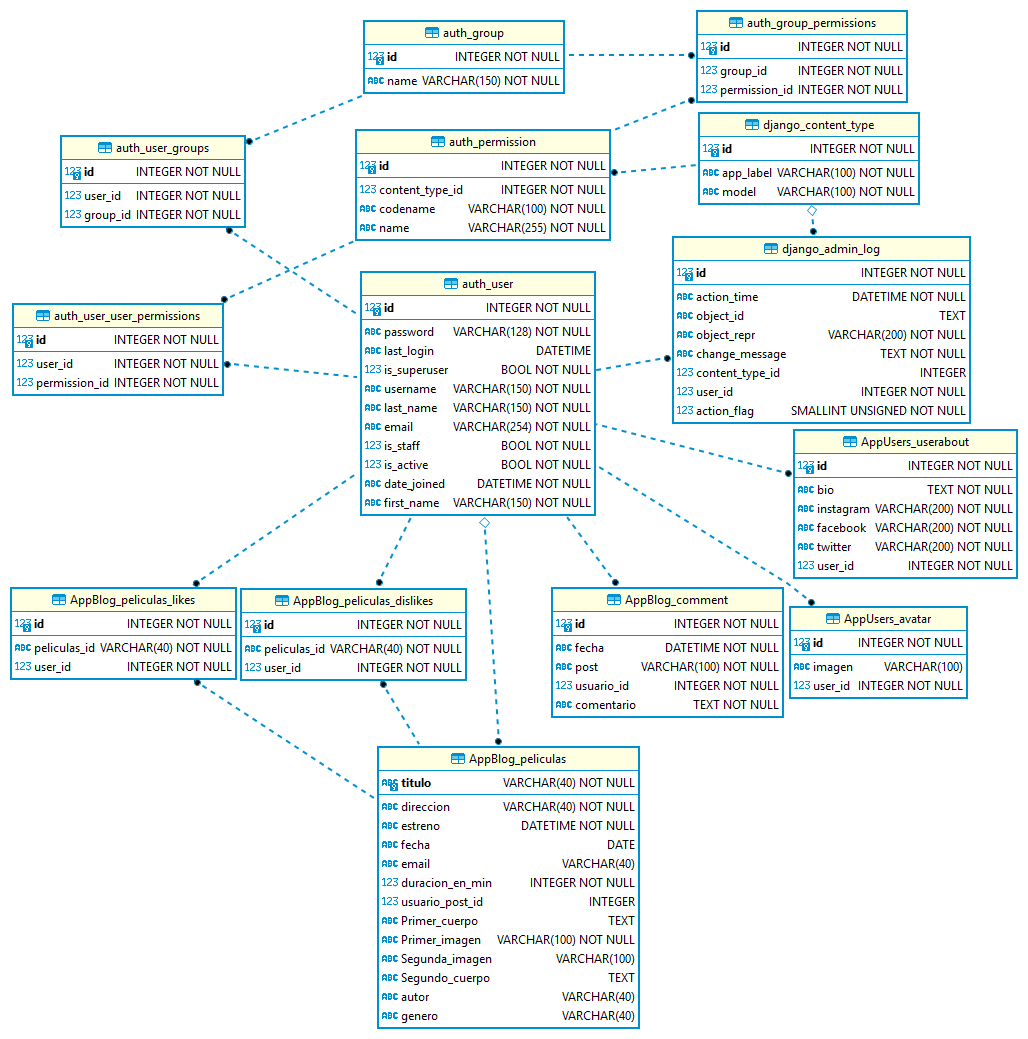 auth_group
123 id INTEGER NOT NULL
ABC name VARCHAR(150) NOT NULL
auth_group_permissions
123 id INTEGER NOT NULL
123 group_id INTEGER NOT NULL
123 permission_id INTEGER NOT NULL
auth_user_groups
123 id INTEGER NOT NULL
123 user_id INTEGER NOT NULL
123 group_id INTEGER NOT NULL
auth_permission
123 id INTEGER NOT NULL
123 content_type_id INTEGER NOT NULL
ABC codename VARCHAR(100) NOT NULL
ABC name VARCHAR(255) NOT NULL
django_content_type
123 id INTEGER NOT NULL
ABC app_label VARCHAR(100) NOT NULL
ABC model VARCHAR(100) NOT NULL
django_admin_log
123 id INTEGER NOT NULL
ABC action_time DATETIME NOT NULL
ABC object_id TEXT
ABC object_repr VARCHAR(200) NOT NULL
ABC change_message TEXT NOT NULL
123 content_type_id INTEGER
123 user_id INTEGER NOT NULL
123 action_flag SMALLINT UNSIGNED NOT NULL
auth_user_user_permissions
123 id INTEGER NOT NULL
123 user_id INTEGER NOT NULL
123 permission_id INTEGER NOT NULL
auth_user
123 id INTEGER NOT NULL
ABC password VARCHAR(128) NOT NULL
ABC last_login DATETIME
123 is_superuser BOOL NOT NULL
ABC username VARCHAR(150) NOT NULL
ABC last_name VARCHAR(150) NOT NULL
ABC email VARCHAR(254) NOT NULL
123 is_staff BOOL NOT NULL
123 is_active BOOL NOT NULL
ABC date_joined DATETIME NOT NULL
ABC first_name VARCHAR(150) NOT NULL
AppUsers_userabout
123 id INTEGER NOT NULL
ABC bio TEXT NOT NULL
ABC instagram VARCHAR(200) NOT NULL
ABC facebook VARCHAR(200) NOT NULL
ABC twitter VARCHAR(200) NOT NULL
123 user_id INTEGER NOT NULL
AppBlog_peliculas_likes
123 id INTEGER NOT NULL
ABC peliculas_id VARCHAR(40) NOT NULL
123 user_id INTEGER NOT NULL
AppBlog_peliculas_dislikes
123 id INTEGER NOT NULL
ABC peliculas_id VARCHAR(40) NOT NULL
123 user_id INTEGER NOT NULL
AppBlog_comment
123 id INTEGER NOT NULL
ABC fecha DATETIME NOT NULL
ABC post VARCHAR(100) NOT NULL
123 usuario_id INTEGER NOT NULL
ABC comentario TEXT NOT NULL
AppUsers_avatar
123 id INTEGER NOT NULL
ABC imagen VARCHAR(100)
123 user_id INTEGER NOT NULL
AppBlog_peliculas
ABC titulo VARCHAR(40) NOT NULL
ABC direccion VARCHAR(40) NOT NULL
ABC estreno DATETIME NOT NULL
ABC fecha DATE
ABC email VARCHAR(40)
123 duracion_en_min INTEGER NOT NULL
123 usuario_post_id INTEGER
ABC Primer_cuerpo TEXT
ABC Primer_imagen VARCHAR(100) NOT NULL
ABC Segunda_imagen VARCHAR(100)
ABC Segundo_cuerpo TEXT
ABC autor VARCHAR(40)
ABC genero VARCHAR(40)